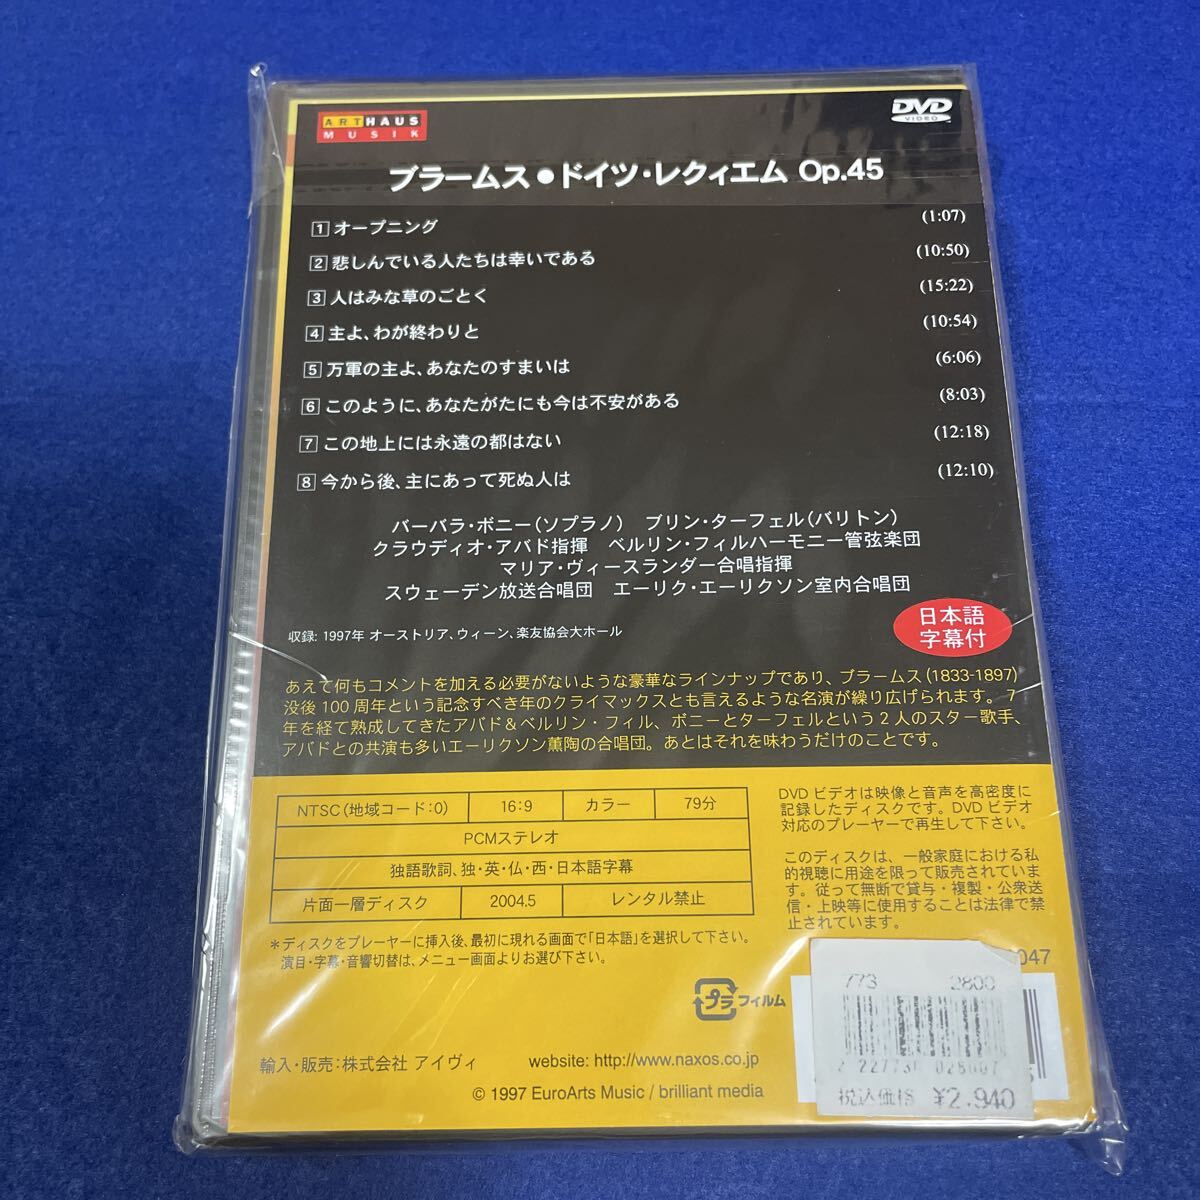 ARTHAUS
MUSIK
DVD
VIDEO
ブラームス●ドイツ・レクィエム Op.45
1 オープニング (1:07)
2 悲しんでいる人たちは幸いである (10:50)
3 人はみな草のごとく (15:22)
4 主よ、わが終わりと (10:54)
5 万軍の主よ、あなたのすまいは (6:06)
6 このように、あなたがたにも今は不安がある (8:03)
7 この地上には永遠の都はない (12:18)
8 今から後、主にあって死ぬ人は (12:10)
バーバラ・ボニー(ソプラノ) ブリン・ターフェル(バリトン)
クラウディオ・アバド指揮 ベルリン・フィルハーモニー管弦楽団
マリア・ヴィースランダー合唱指揮
スウェーデン放送合唱団 エーリク・エーリクソン室内合唱団
収録: 1997年 オーストリア、ウィーン、楽友協会大ホール
日本語
字幕付
あえて何もコメントを加える必要がないような豪華なラインナップであり、ブラームス(1833-1897)
没後100周年という記念すべき年のクライマックスとも言えるような名演が繰り広げられます。7
年を経て熟成してきたアバド&ベルリン・フィル、ボニーとターフェルという2人のスター歌手、
アバドとの共演も多いエーリクソン薫陶の合唱団。あとはそれを味わうだけのことです。
NTSC(地域コード:0) 16:9 カラー 79分
PCMステレオ
独語歌詞、独・英・仏・西・日本語字幕
片面一層ディスク 2004.5 レンタル禁止
*ディスクをプレーヤーに挿入後、最初に現れる画面で「日本語」を選択して下さい。
演目・字幕・音響切替は、メニュー画面よりお選び下さい。
DVDビデオは映像と音声を高密度に
記録したディスクです。DVDビデオ
対応のプレーヤーで再生して下さい。
このディスクは、一般家庭における私
的視聴に用途を限って販売されていま
す。従って無断で貸与・複製・公衆送
信・上映等に使用することは法律で禁
止されています。
047
プラ フィルム
773 2800
税込価格 ¥2,940
輸入・販売:株式会社 アイヴィ
website: http://www.naxos.co.jp
© 1997 EuroArts Music / brilliant media